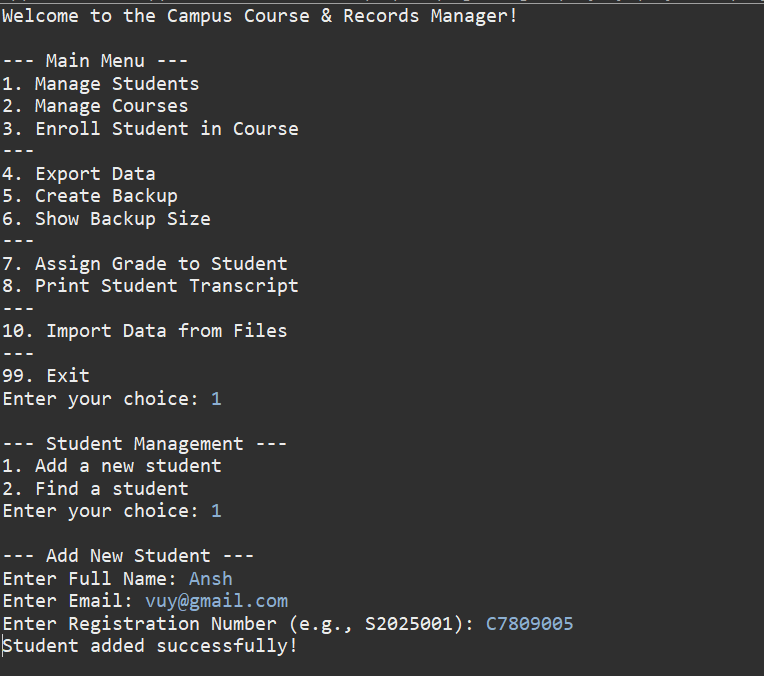 Welcome to the Campus Course & Records Manager!
--- Main Menu ---
1. Manage Students
2. Manage Courses
3. Enroll Student in Course
---
4. Export Data
5. Create Backup
6. Show Backup Size
---
7. Assign Grade to Student
8. Print Student Transcript
---
10. Import Data from Files
---
99. Exit
Enter your choice: 1
--- Student Management ---
1. Add a new student
2. Find a student
Enter your choice: 1
--- Add New Student ---
Enter Full Name: Ansh
Enter Email: vuy@gmail.com
Enter Registration Number (e.g., S2025001): C7809005
Student added successfully!